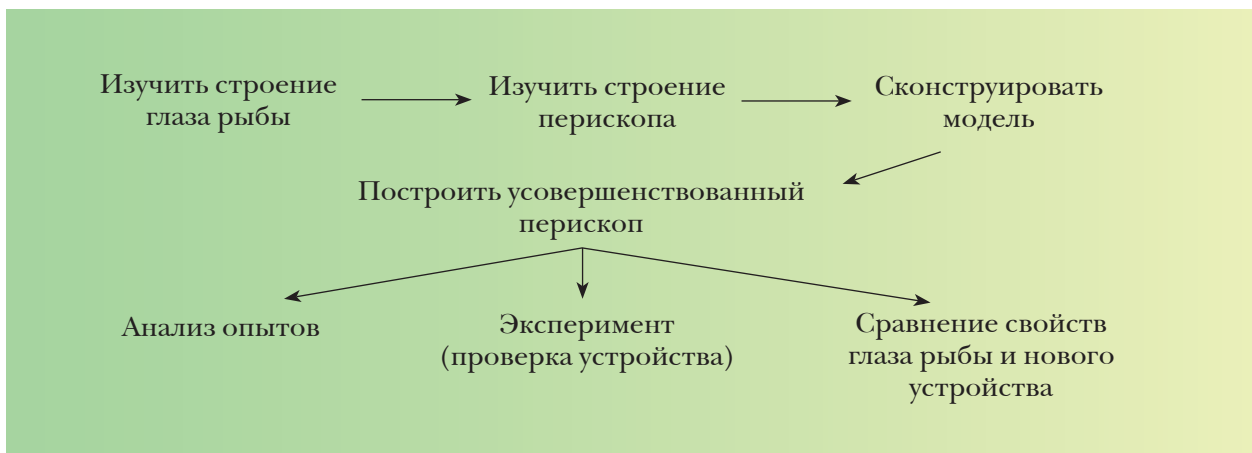 Изучить строение
глаза рыбы
Изучить строение
перископа
Сконструировать
модель
Построить усовершенствованный
перископ
Анализ опытов
Эксперимент
(проверка устройства)
Сравнение свойств
глаза рыбы и нового
устройства